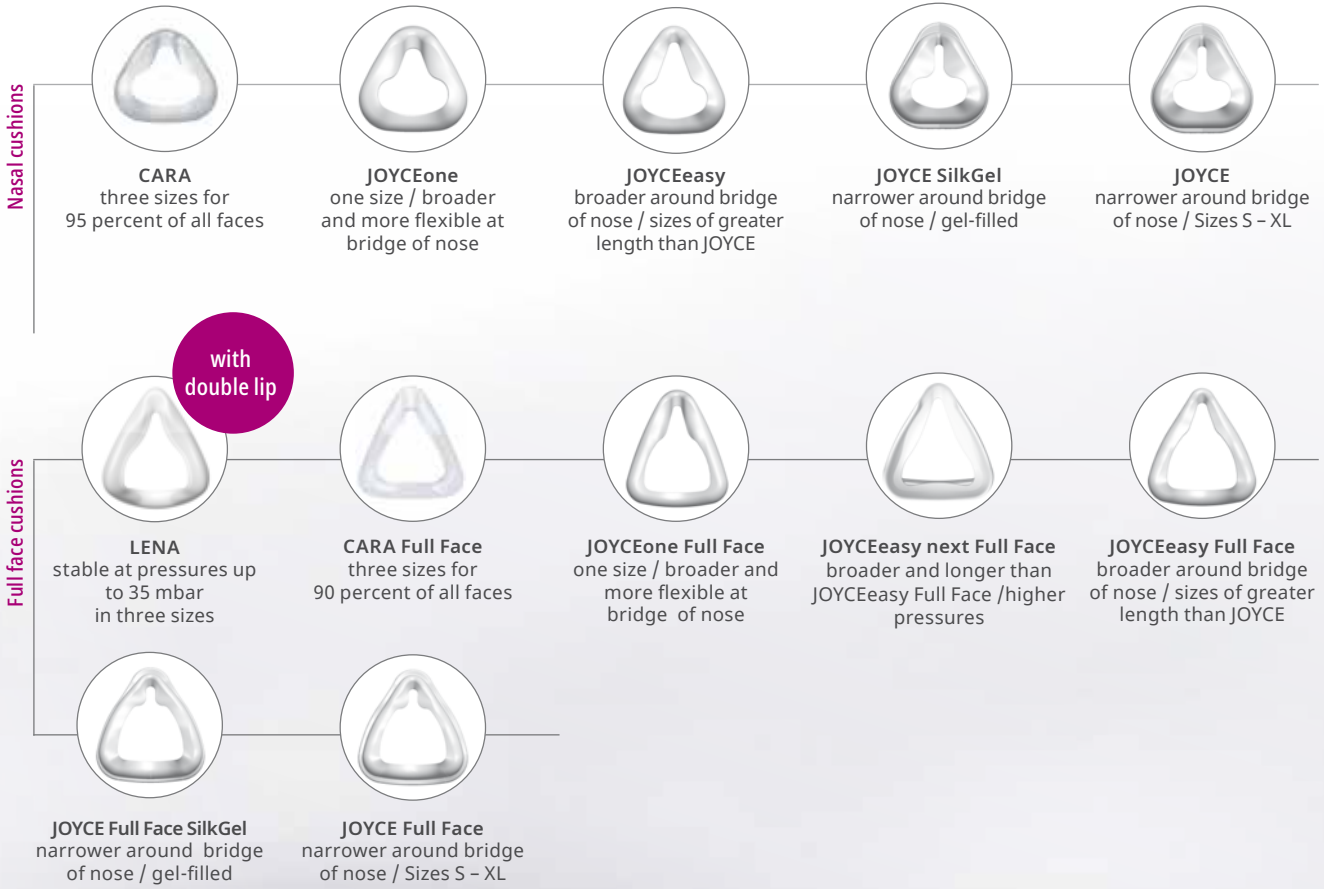 Nasal cushions
CARA
three sizes for
95 percent of all faces
JOYCEone
one size / broader
and more flexible at
bridge of nose
JOYCEeasy
broader around bridge
of nose / sizes of greater
length than JOYCE
JOYCE SilkGel
narrower around bridge
of nose / gel-filled
JOYCE
narrower around bridge
of nose / Sizes S – XL
with
double lip
Full face cushions
LENA
stable at pressures up
to 35 mbar
in three sizes
CARA Full Face
three sizes for
90 percent of all faces
JOYCEone Full Face
one size / broader and
more flexible at
bridge of nose
JOYCEeasy next Full Face
broader and longer than
JOYCEeasy Full Face /higher
pressures
JOYCEeasy Full Face
broader around bridge
of nose / sizes of greater
length than JOYCE
JOYCE Full Face SilkGel
narrower around bridge
of nose / gel-filled
JOYCE Full Face
narrower around bridge
of nose / Sizes S – XL